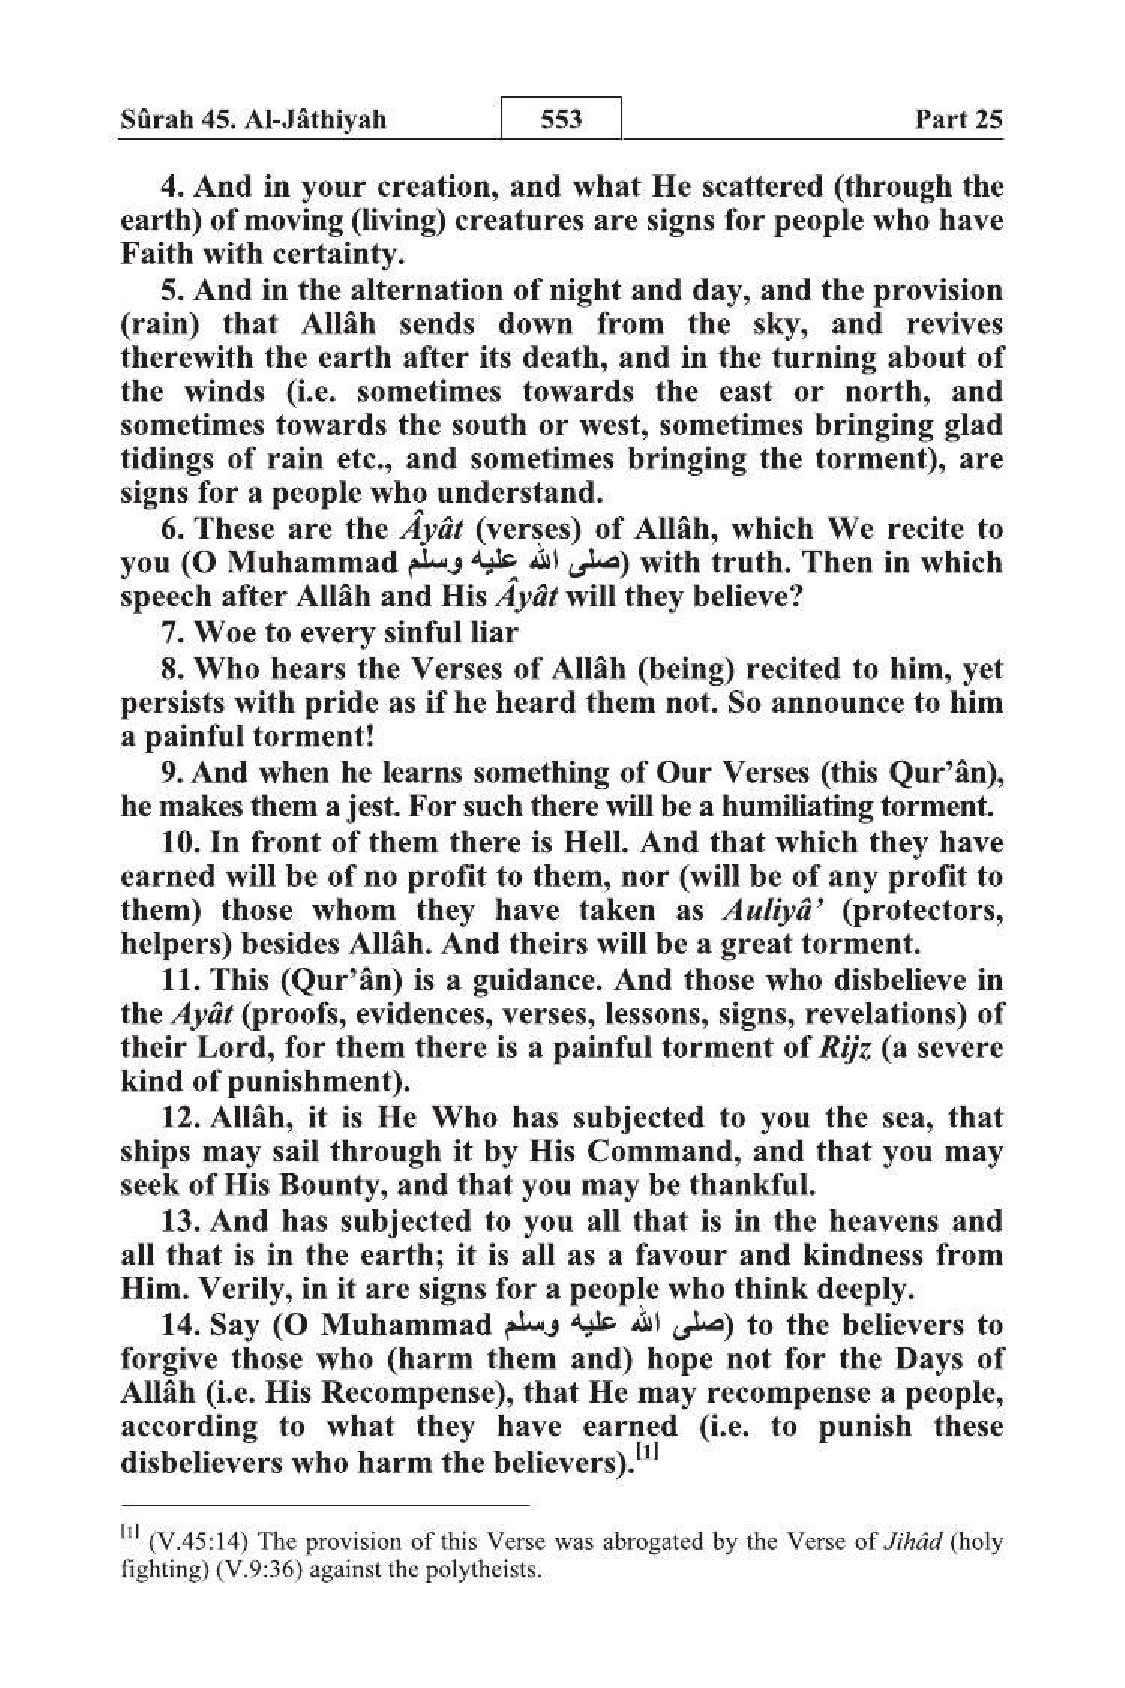 Sûrah 45. Al-Jâthiyah 553 Part 25
4. And in your creation, and what He scattered (through the
earth) of moving (living) creatures are signs for people who have
Faith with certainty.
5. And in the alternation of night and day, and the provision
(rain) that Allâh sends down from the sky, and revives
therewith the earth after its death, and in the turning about of
the winds (i.e. sometimes towards the east or north, and
sometimes towards the south or west, sometimes bringing glad
tidings of rain etc., and sometimes bringing the torment), are
signs for a people who understand.
6. These are the Âyât (verses) of Allâh, which We recite to
you (O Muhammad صلى الله عليه وسلم) with truth. Then in which
speech after Allâh and His Âyât will they believe?
7. Woe to every sinful liar
8. Who hears the Verses of Allâh (being) recited to him, yet
persists with pride as if he heard them not. So announce to him
a painful torment!
9. And when he learns something of Our Verses (this Qur’ân),
he makes them a jest. For such there will be a humiliating torment.
10. In front of them there is Hell. And that which they have
earned will be of no profit to them, nor (will be of any profit to
them) those whom they have taken as Auliyâ’ (protectors,
helpers) besides Allâh. And theirs will be a great torment.
11. This (Qur’ân) is a guidance. And those who disbelieve in
the Ayât (proofs, evidences, verses, lessons, signs, revelations) of
their Lord, for them there is a painful torment of Rijz (a severe
kind of punishment).
12. Allâh, it is He Who has subjected to you the sea, that
ships may sail through it by His Command, and that you may
seek of His Bounty, and that you may be thankful.
13. And has subjected to you all that is in the heavens and
all that is in the earth; it is all as a favour and kindness from
Him. Verily, in it are signs for a people who think deeply.
14. Say (O Muhammad صلى الله عليه وسلم) to the believers to
forgive those who (harm them and) hope not for the Days of
Allâh (i.e. His Recompense), that He may recompense a people,
according to what they have earned (i.e. to punish these
disbelievers who harm the believers).[1]
[1] (V.45:14) The provision of this Verse was abrogated by the Verse of Jihâd (holy
fighting) (V.9:36) against the polytheists.